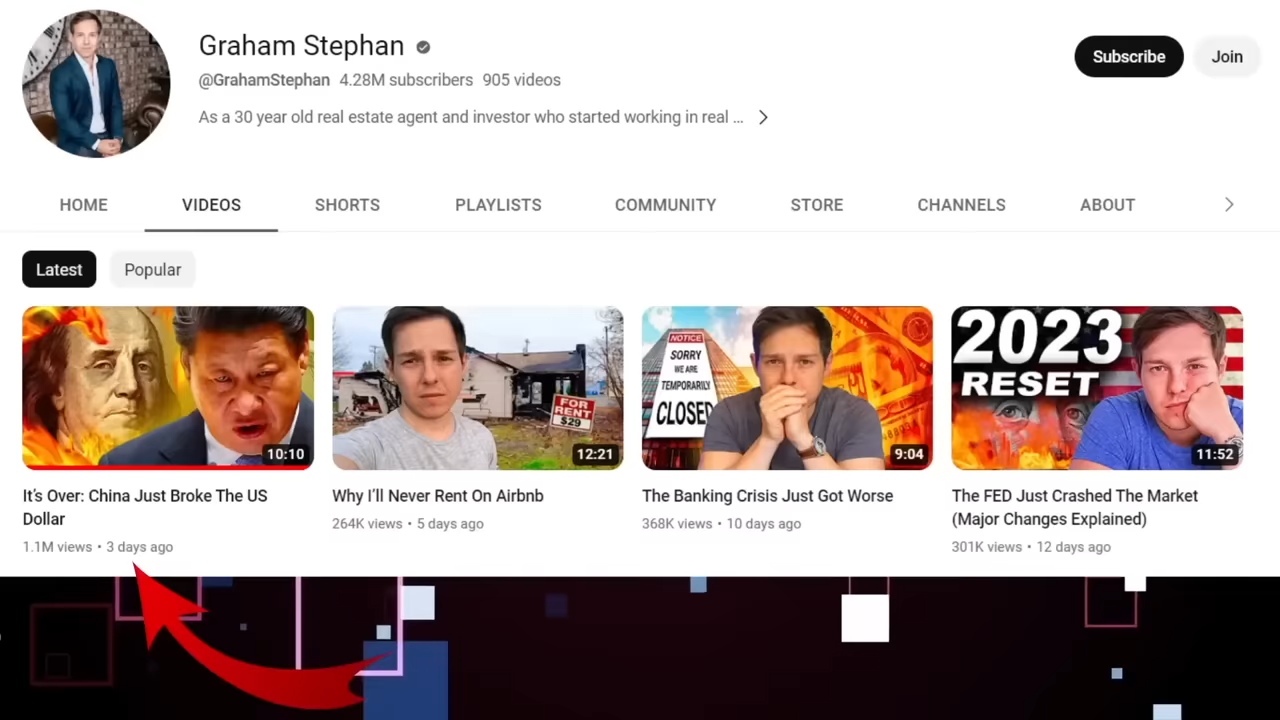 Graham Stephan
@GrahamStephan 4.28M subscribers 905 videos
As a 30 year old real estate agent and investor who started working in real ...
Subscribe
Join
HOME
VIDEOS
SHORTS
PLAYLISTS
COMMUNITY
STORE
CHANNELS
ABOUT
Latest
Popular
10:10
FOR
RENT
$29
12:21
NOTICE
SORRY
WE ARE
TEMPORARILY
CLOSED
9:04
2023
RESET
11:52
It's Over: China Just Broke The US
Dollar
1.1M views • 3 days ago
Why I'll Never Rent On Airbnb
264K views • 5 days ago
The Banking Crisis Just Got Worse
368K views • 10 days ago
The FED Just Crashed The Market
(Major Changes Explained)
301K views • 12 days ago